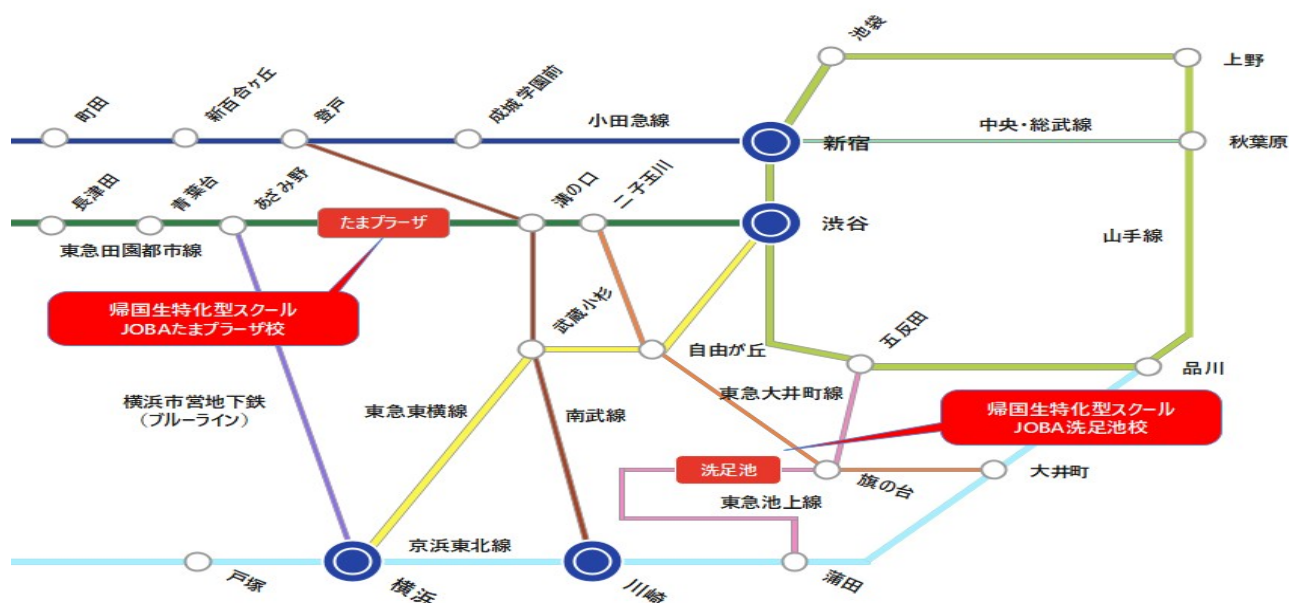 池袋
上野
町田
新百合ヶ丘
登戸
成城学園前
小田急線
新宿
中央・総武線
秋葉原
長津田
青葉台
あざみ野
たまプラーザ
溝の口
二子玉川
渋谷
山手線
東急田園都市線
帰国生特化型スクール
JOBAたまプラーザ校
武蔵小杉
自由が丘
五反田
品川
横浜市営地下鉄
（ブルーライン）
東急東横線
南武線
東急大井町線
帰国生特化型スクール
JOBA洗足池校
洗足池
旗の台
大井町
東急池上線
京浜東北線
戸塚
横浜
川崎
蒲田